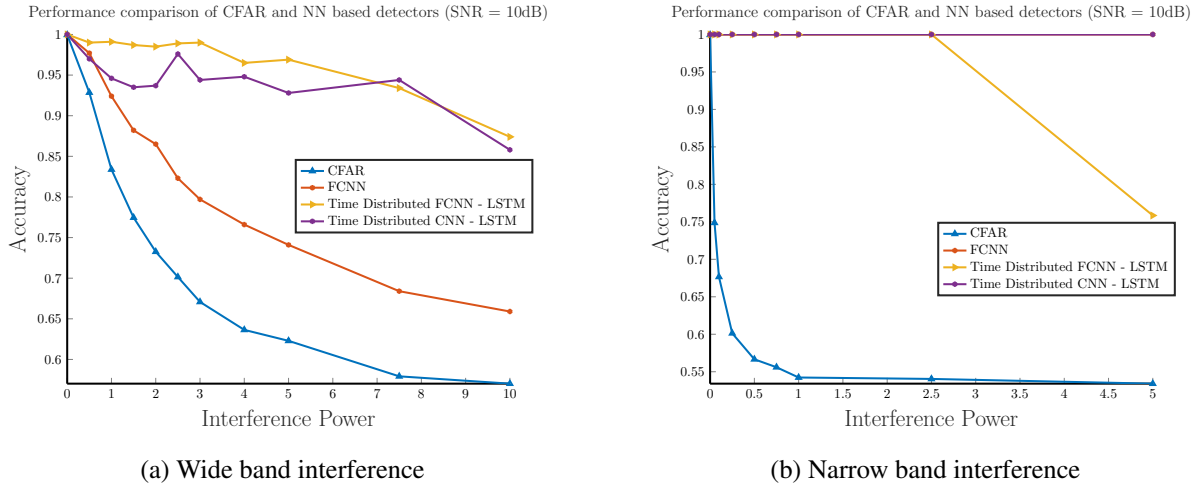 Performance comparison of CFAR and NN based detectors (SNR = 10dB)
1
0.95
0.9
0.85
0.8
0.75
0.7
0.65
0.6
Accuracy
CFAR
FCNN
Time Distributed FCNN - LSTM
Time Distributed CNN - LSTM
0 1 2 3 4 5 6 7 8 9 10
Interference Power
(a) Wide band interference
Performance comparison of CFAR and NN based detectors (SNR = 10dB)
1
0.95
0.9
0.85
0.8
0.75
0.7
0.65
0.6
0.55
Accuracy
CFAR
FCNN
Time Distributed FCNN - LSTM
Time Distributed CNN - LSTM
0 0.5 1 1.5 2 2.5 3 3.5 4 4.5 5
Interference Power
(b) Narrow band interference